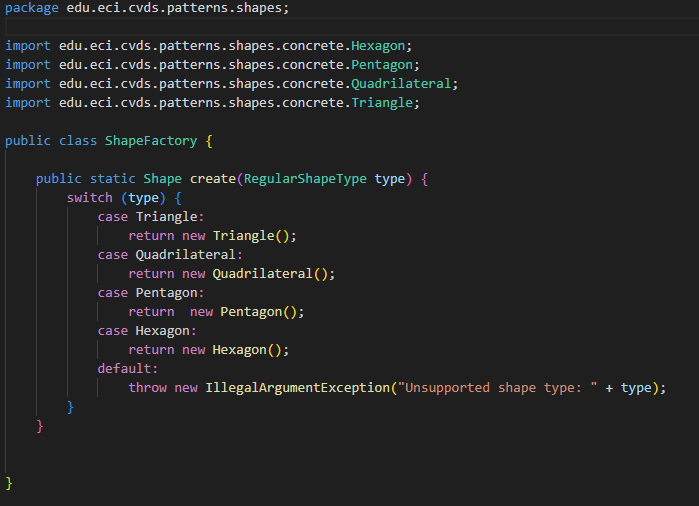 package edu.eci.cvds.patterns.shapes;
import edu.eci.cvds.patterns.shapes.concrete.Hexagon;
import edu.eci.cvds.patterns.shapes.concrete.Pentagon;
import edu.eci.cvds.patterns.shapes.concrete.Quadrilateral;
import edu.eci.cvds.patterns.shapes.concrete.Triangle;
public class ShapeFactory {
    public static Shape create(RegularShapeType type) {
        switch (type) {
            case Triangle:
                return new Triangle();
            case Quadrilateral:
                return new Quadrilateral();
            case Pentagon:
                return  new Pentagon();
            case Hexagon:
                return new Hexagon();
            default:
                throw new IllegalArgumentException("Unsupported shape type: " + type);
        }
    }
}